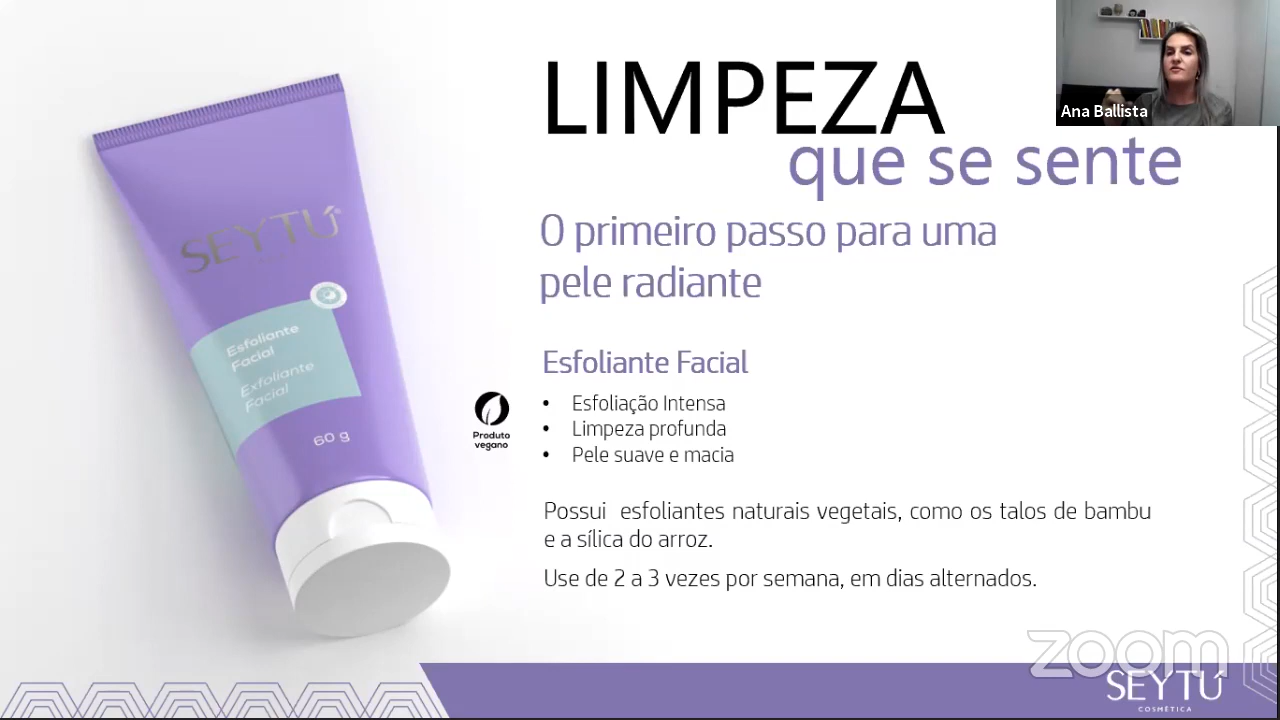 LIMPEZA
que se sente
Ana Ballista
O primeiro passo para uma
pele radiante
SEYTÚ
Esfoliante
Facial
Exfoliante
Facial
60 g
Produto
vegano
Esfoliante Facial
• Esfoliação Intensa
• Limpeza profunda
• Pele suave e macia
Possui esfoliantes naturais vegetais, como os talos de bambu
e a sílica do arroz.
Use de 2 a 3 vezes por semana, em dias alternados.
zoom
SEYTÚ
COSMÉTICA